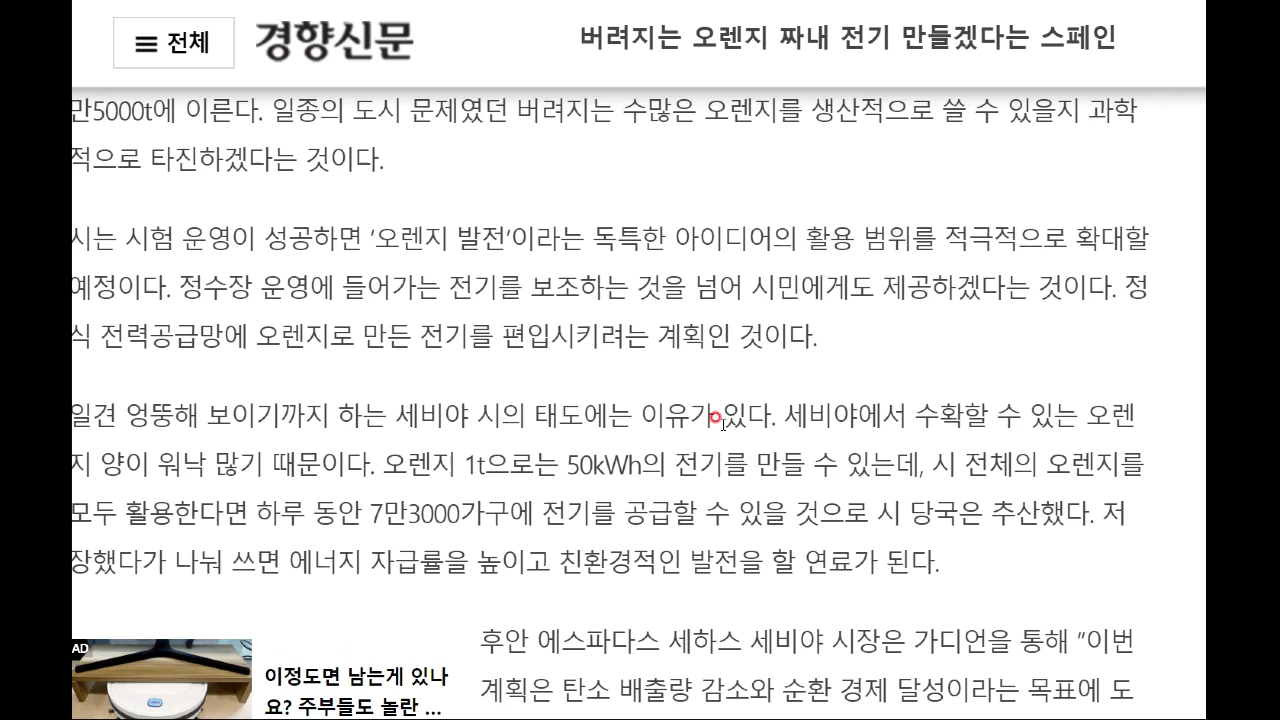 전체
경향신문
버려지는 오렌지 짜내 전기 만들겠다는 스페인
만5000t에 이른다. 일종의 도시 문제였던 버려지는 수많은 오렌지를 생산적으로 쓸 수 있을지 과학
적으로 타진하겠다는 것이다.
시는 시험 운영이 성공하면 '오렌지 발전'이라는 독특한 아이디어의 활용 범위를 적극적으로 확대할
예정이다. 정수장 운영에 들어가는 전기를 보조하는 것을 넘어 시민에게도 제공하겠다는 것이다. 정
식 전력공급망에 오렌지로 만든 전기를 편입시키려는 계획인 것이다.
일견 엉뚱해 보이기까지 하는 세비야 시의 태도에는 이유가 있다. 세비야에서 수확할 수 있는 오렌
지 양이 워낙 많기 때문이다. 오렌지 1t으로는 50kWh의 전기를 만들 수 있는데, 시 전체의 오렌지를
모두 활용한다면 하루 동안 7만3000가구에 전기를 공급할 수 있을 것으로 시 당국은 추산했다. 저
장했다가 나눠 쓰면 에너지 자급률을 높이고 친환경적인 발전을 할 연료가 된다.
후안 에스파다스 세하스 세비야 시장은 가디언을 통해 "이번
계획은 탄소 배출량 감소와 순환 경제 달성이라는 목표에 도
AD
이정도면 남는게 있나
요? 주부들도 놀란 ...